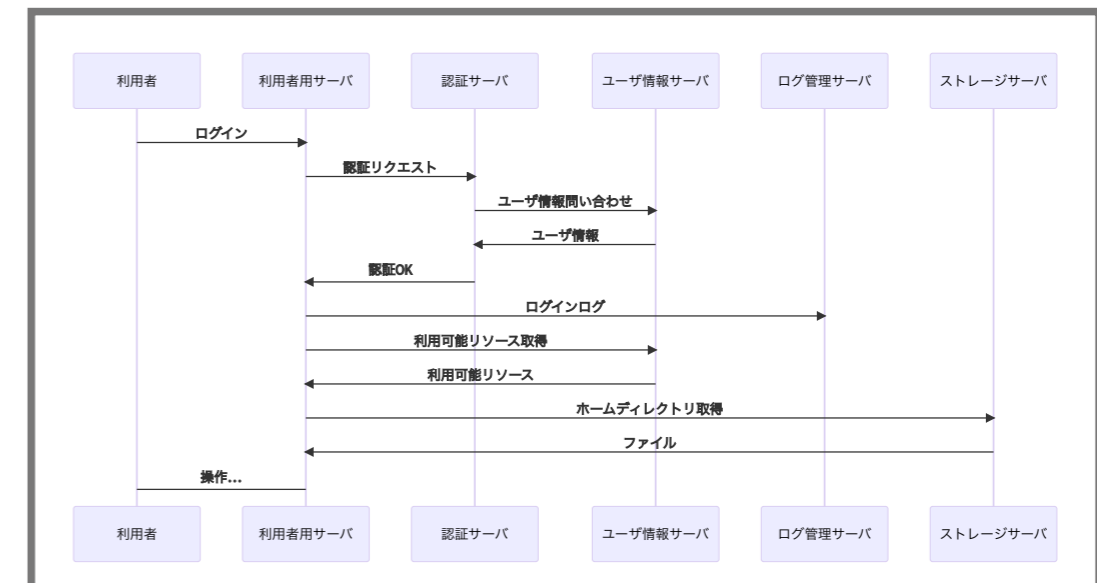 利用者 利用者用サーバ 認証サーバ ユーザ情報サーバ ログ管理サーバ ストレージサーバ
ログイン
認証リクエスト
ユーザ情報問い合わせ
ユーザ情報
認証OK
ログインログ
利用可能リソース取得
利用可能リソース
ホームディレクトリ取得
ファイル
操作...
利用者 利用者用サーバ 認証サーバ ユーザ情報サーバ ログ管理サーバ ストレージサーバ